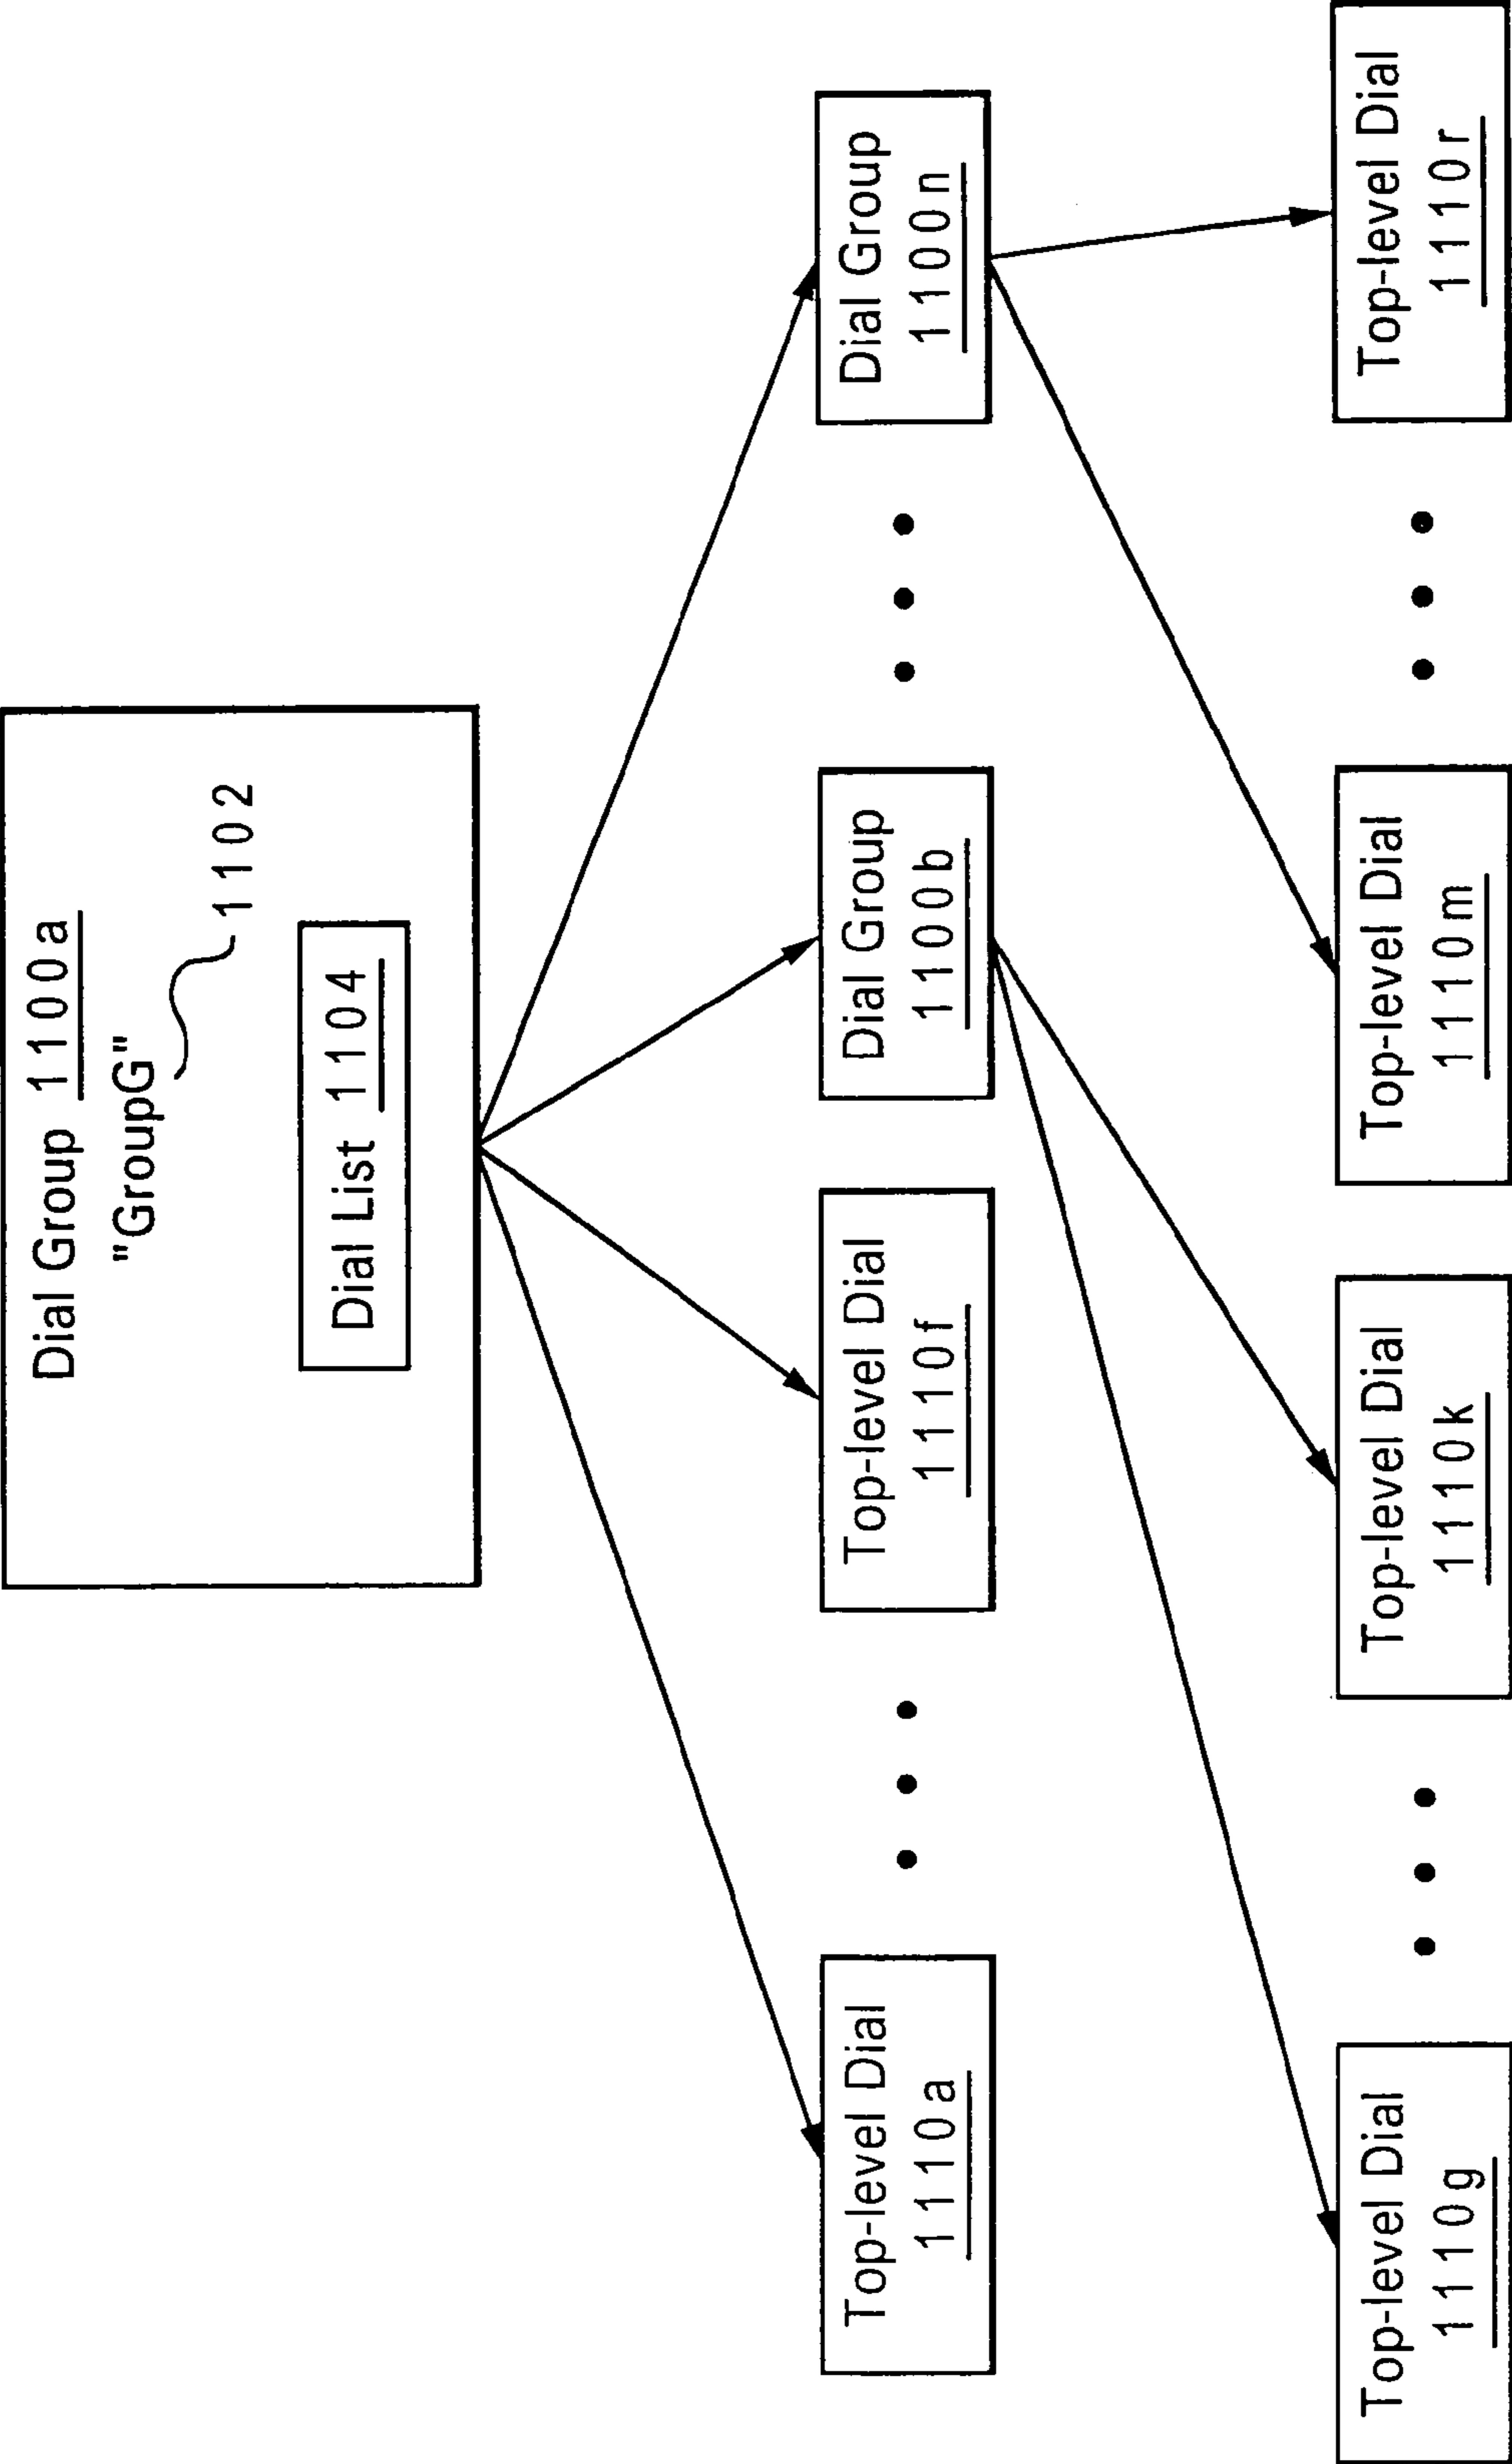 Dial Group 1100a
"GroupG"
1102
Dial List 1104
Top-level Dial
1110a
Top-level Dial
1110f
Dial Group
1100b
Dial Group
1100n
Top-level Dial
1110g
Top-level Dial
1110k
Top-level Dial
1110m
Top-level Dial
1110r